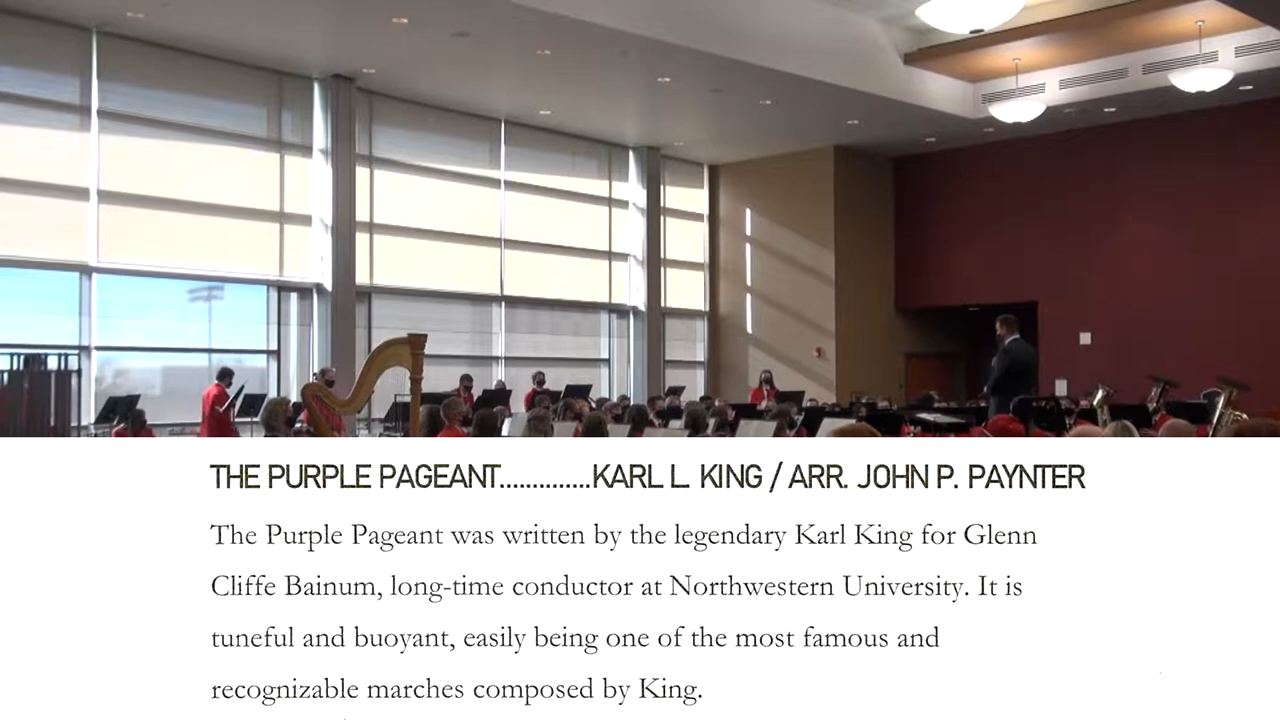 THE PURPLE PAGEANT..............KARL L. KING / ARR. JOHN P. PAYNTER
The Purple Pageant was written by the legendary Karl King for Glenn
Cliffe Bainum, long-time conductor at Northwestern University. It is
tuneful and buoyant, easily being one of the most famous and
recognizable marches composed by King.